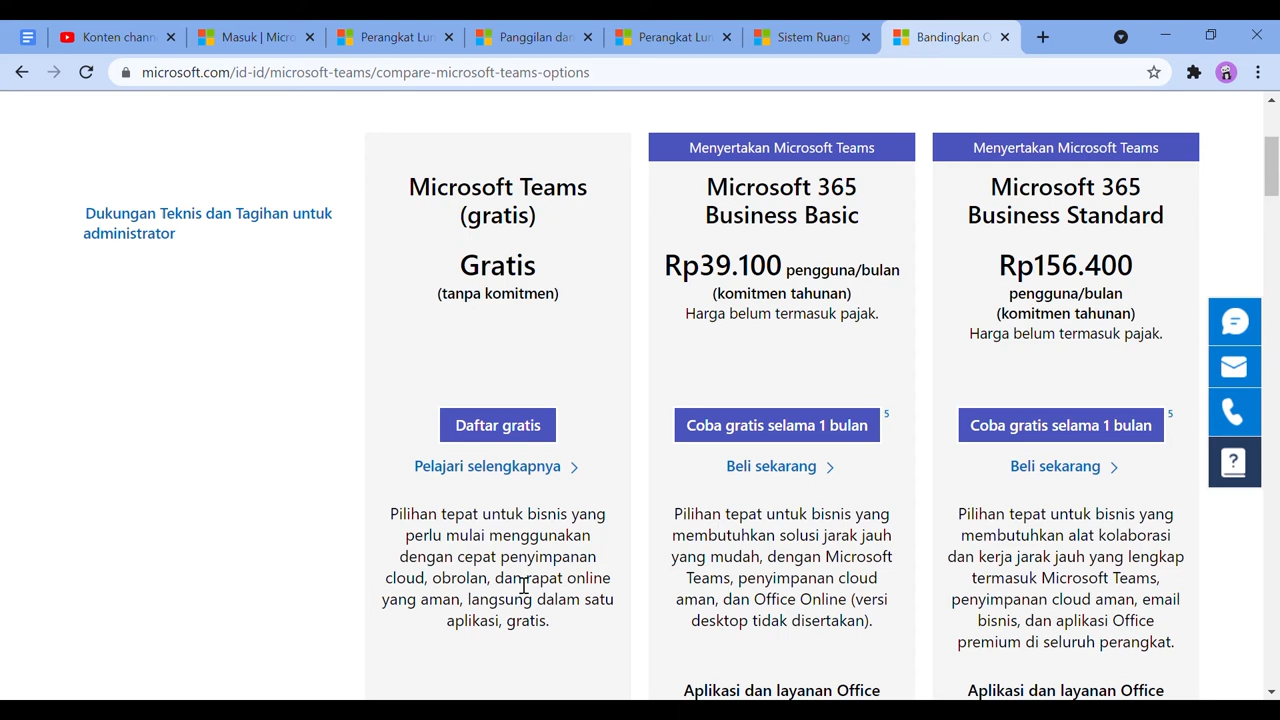 Konten chann
Masuk | Micro
Perangkat Lun
Panggilan dan
Perangkat Lun
Sistem Ruang
Bandingkan O
microsoft.com/id-id/microsoft-teams/compare-microsoft-teams-options
Dukungan Teknis dan Tagihan untuk
administrator
Microsoft Teams
(gratis)
Gratis
(tanpa komitmen)
Daftar gratis
Pelajari selengkapnya
Pilihan tepat untuk bisnis yang
perlu mulai menggunakan
dengan cepat penyimpanan
cloud, obrolan, dan rapat online
yang aman, langsung dalam satu
aplikasi, gratis.
Menyertakan Microsoft Teams
Microsoft 365
Business Basic
Rp39.100 pengguna/bulan
(komitmen tahunan)
Harga belum termasuk pajak.
Coba gratis selama 1 bulan 5
Beli sekarang
Pilihan tepat untuk bisnis yang
membutuhkan solusi jarak jauh
yang mudah, dengan Microsoft
Teams, penyimpanan cloud
aman, dan Office Online (versi
desktop tidak disertakan).
Aplikasi dan layanan Office
Menyertakan Microsoft Teams
Microsoft 365
Business Standard
Rp156.400
pengguna/bulan
(komitmen tahunan)
Harga belum termasuk pajak.
Coba gratis selama 1 bulan 5
Beli sekarang
Pilihan tepat untuk bisnis yang
membutuhkan alat kolaborasi
dan kerja jarak jauh yang lengkap
termasuk Microsoft Teams,
penyimpanan cloud aman, email
bisnis, dan aplikasi Office
premium di seluruh perangkat.
Aplikasi dan layanan Office